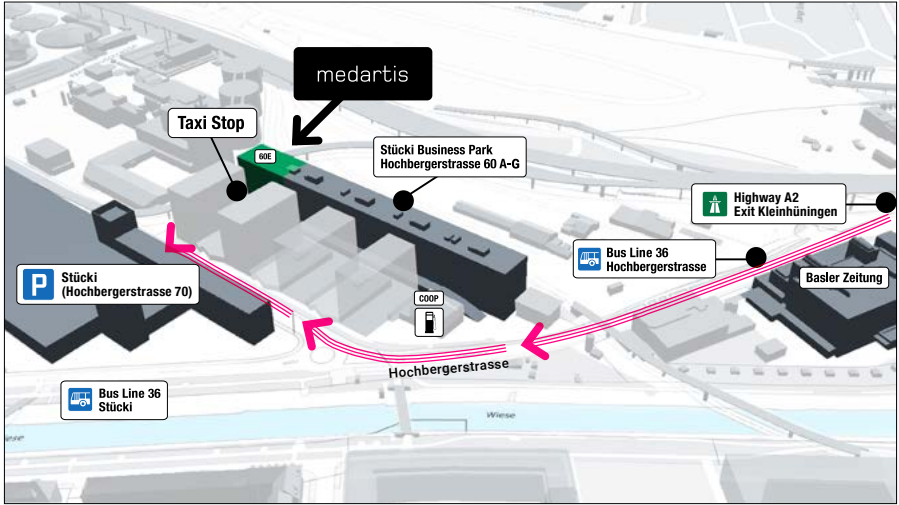 medartis
Taxi Stop
60E
Stücki Business Park
Hochbergerstrasse 60 A-G
Highway A2
Exit Kleinhüningen
Bus Line 36
Hochbergerstrasse
Basler Zeitung
P
Stücki
(Hochbergerstrasse 70)
COOP
Hochbergerstrasse
Bus Line 36
Stücki
Wiese
Wiese